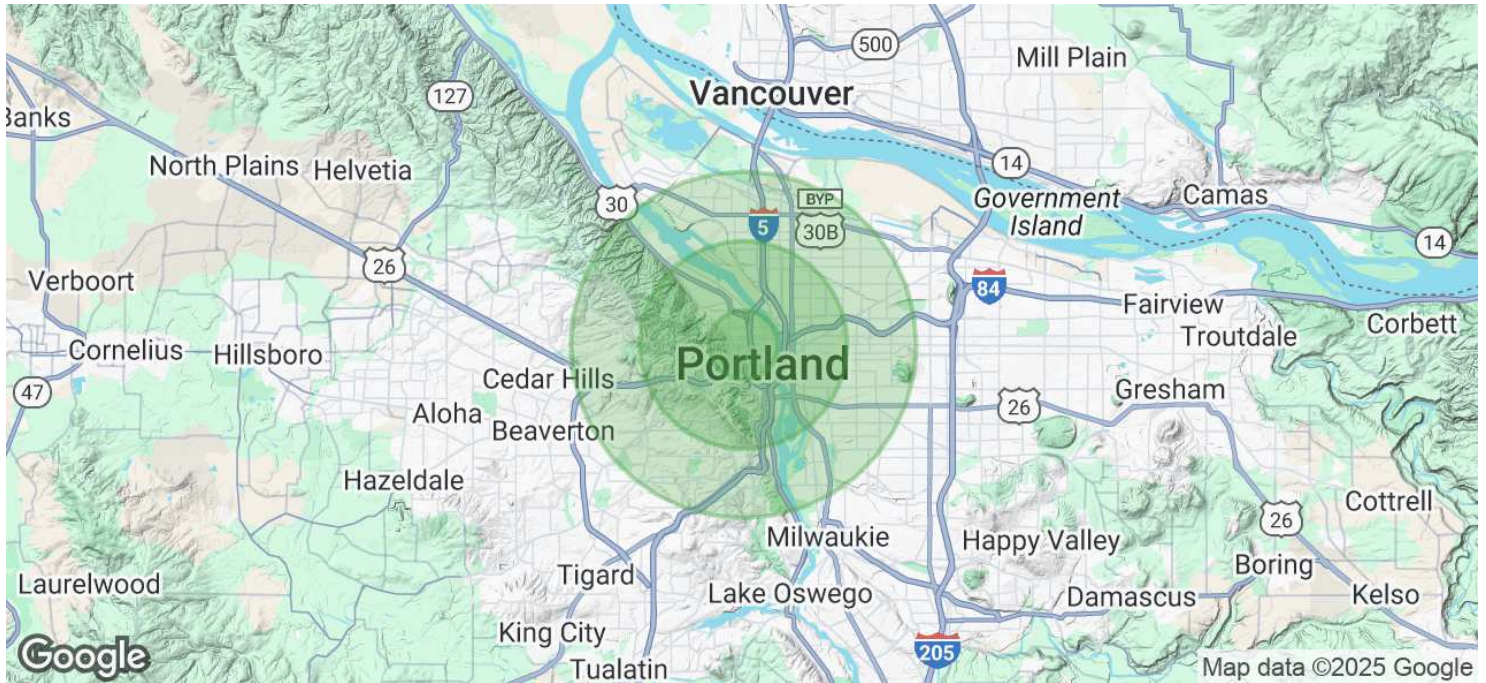 500
Mill Plain
127
Vancouver
Banks
14
North Plains
Helvetia
Camas
Government
Island
30
BYP
30B
5
14
26
Verboort
84
Fairview
Troutdale
Corbett
Cornelius
Hillsboro
Portland
Cedar Hills
47
Gresham
26
Aloha
Beaverton
Hazeldale
Cottrell
26
Milwaukie
Happy Valley
Boring
Tigard
Laurelwood
Lake Oswego
Damascus
Kelso
King City
205
Tualatin
Google
Map data ©2025 Google